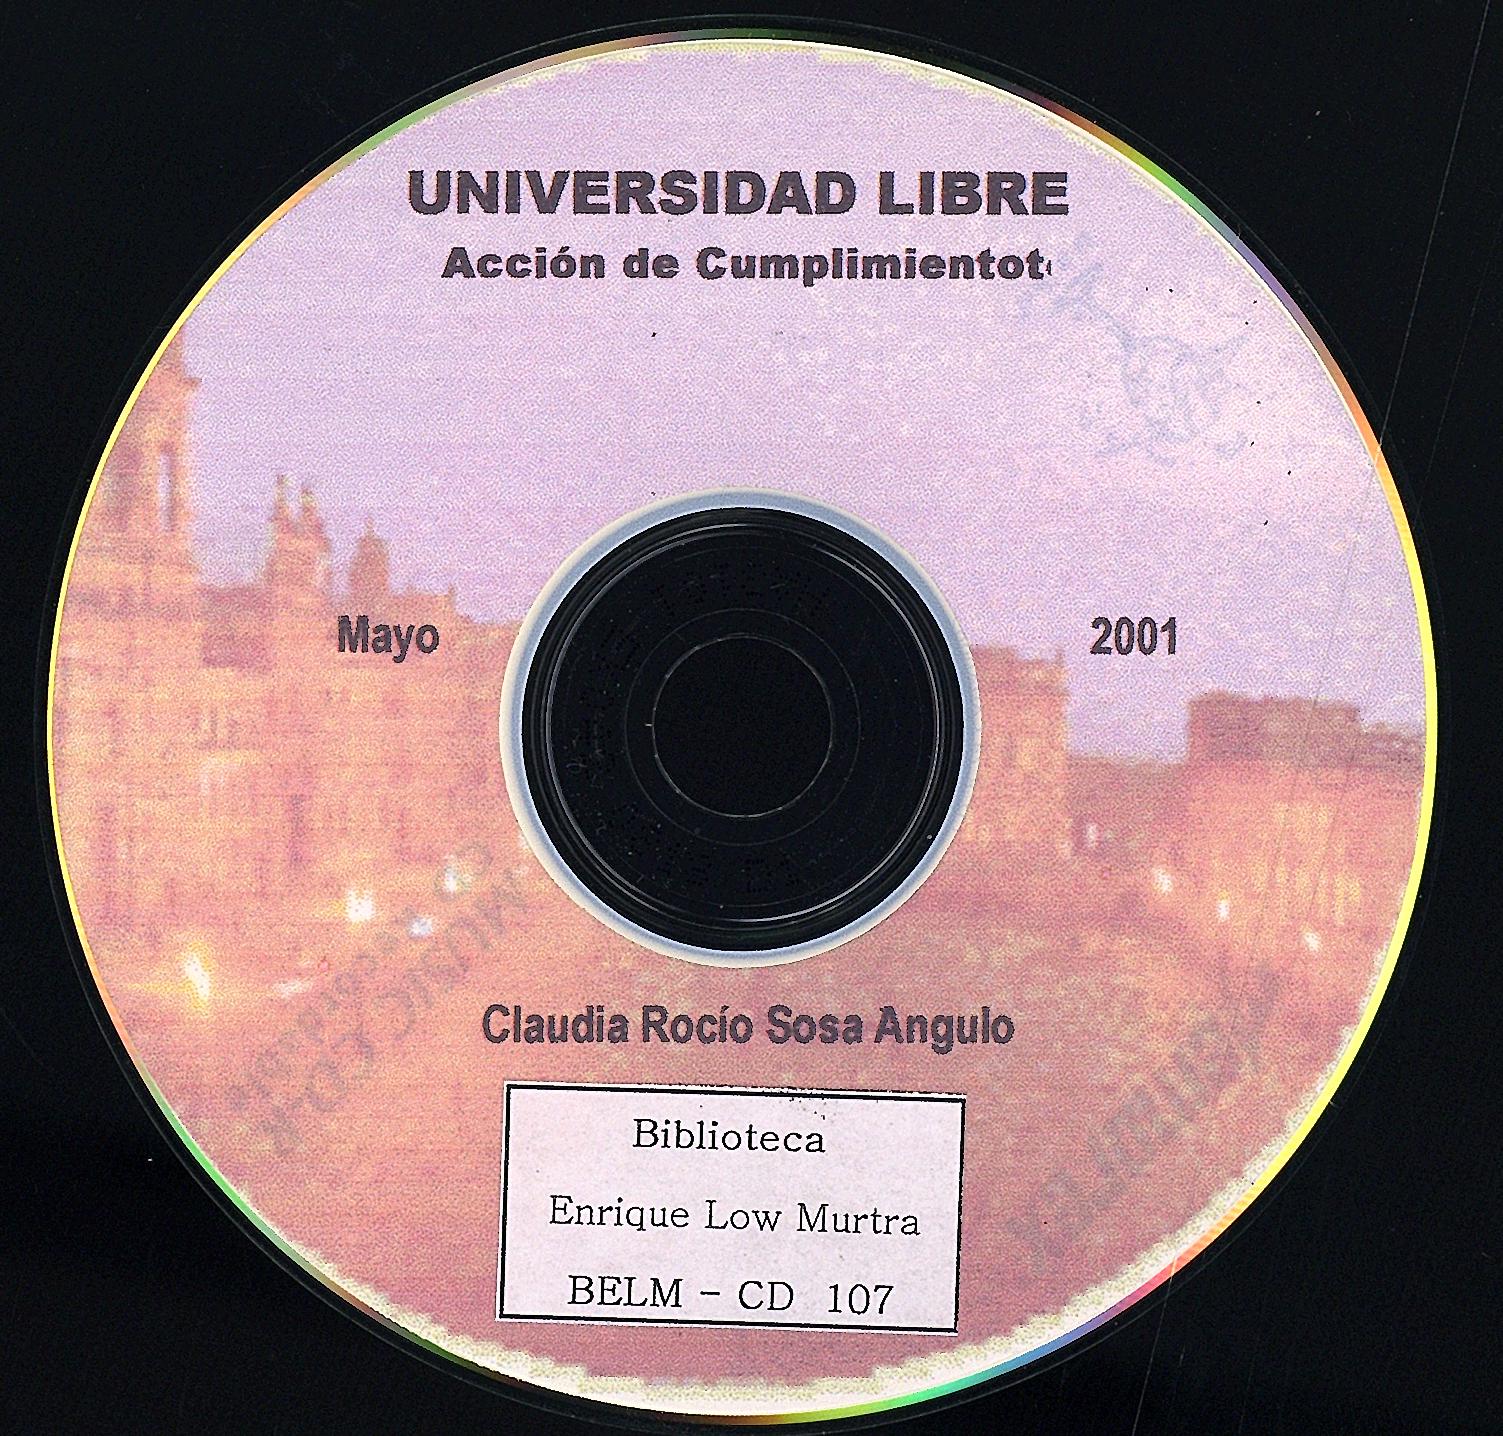 UNIVERSIDAD LIBRE
Acción de Cumplimientot
Mayo 2001
Claudia Rocío Sosa Angulo
Biblioteca
Enrique Low Murtra
BELM - CD 107